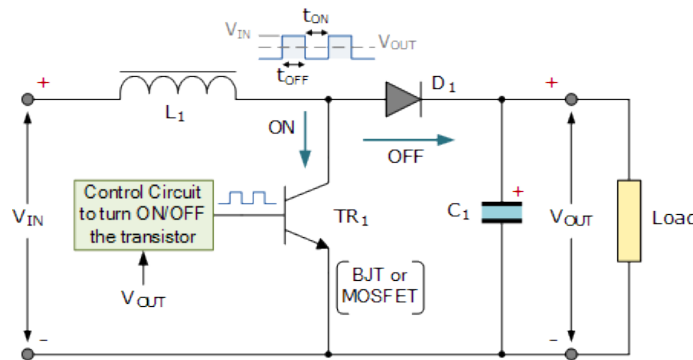 tON
VIN
VOUT
tOFF
+
D1
+
L1
ON
OFF
Control Circuit
to turn ON/OFF
the transistor
VIN
TR1
C1
+
VOUT
Load
VOUT
BJT or
MOSFET
-
-